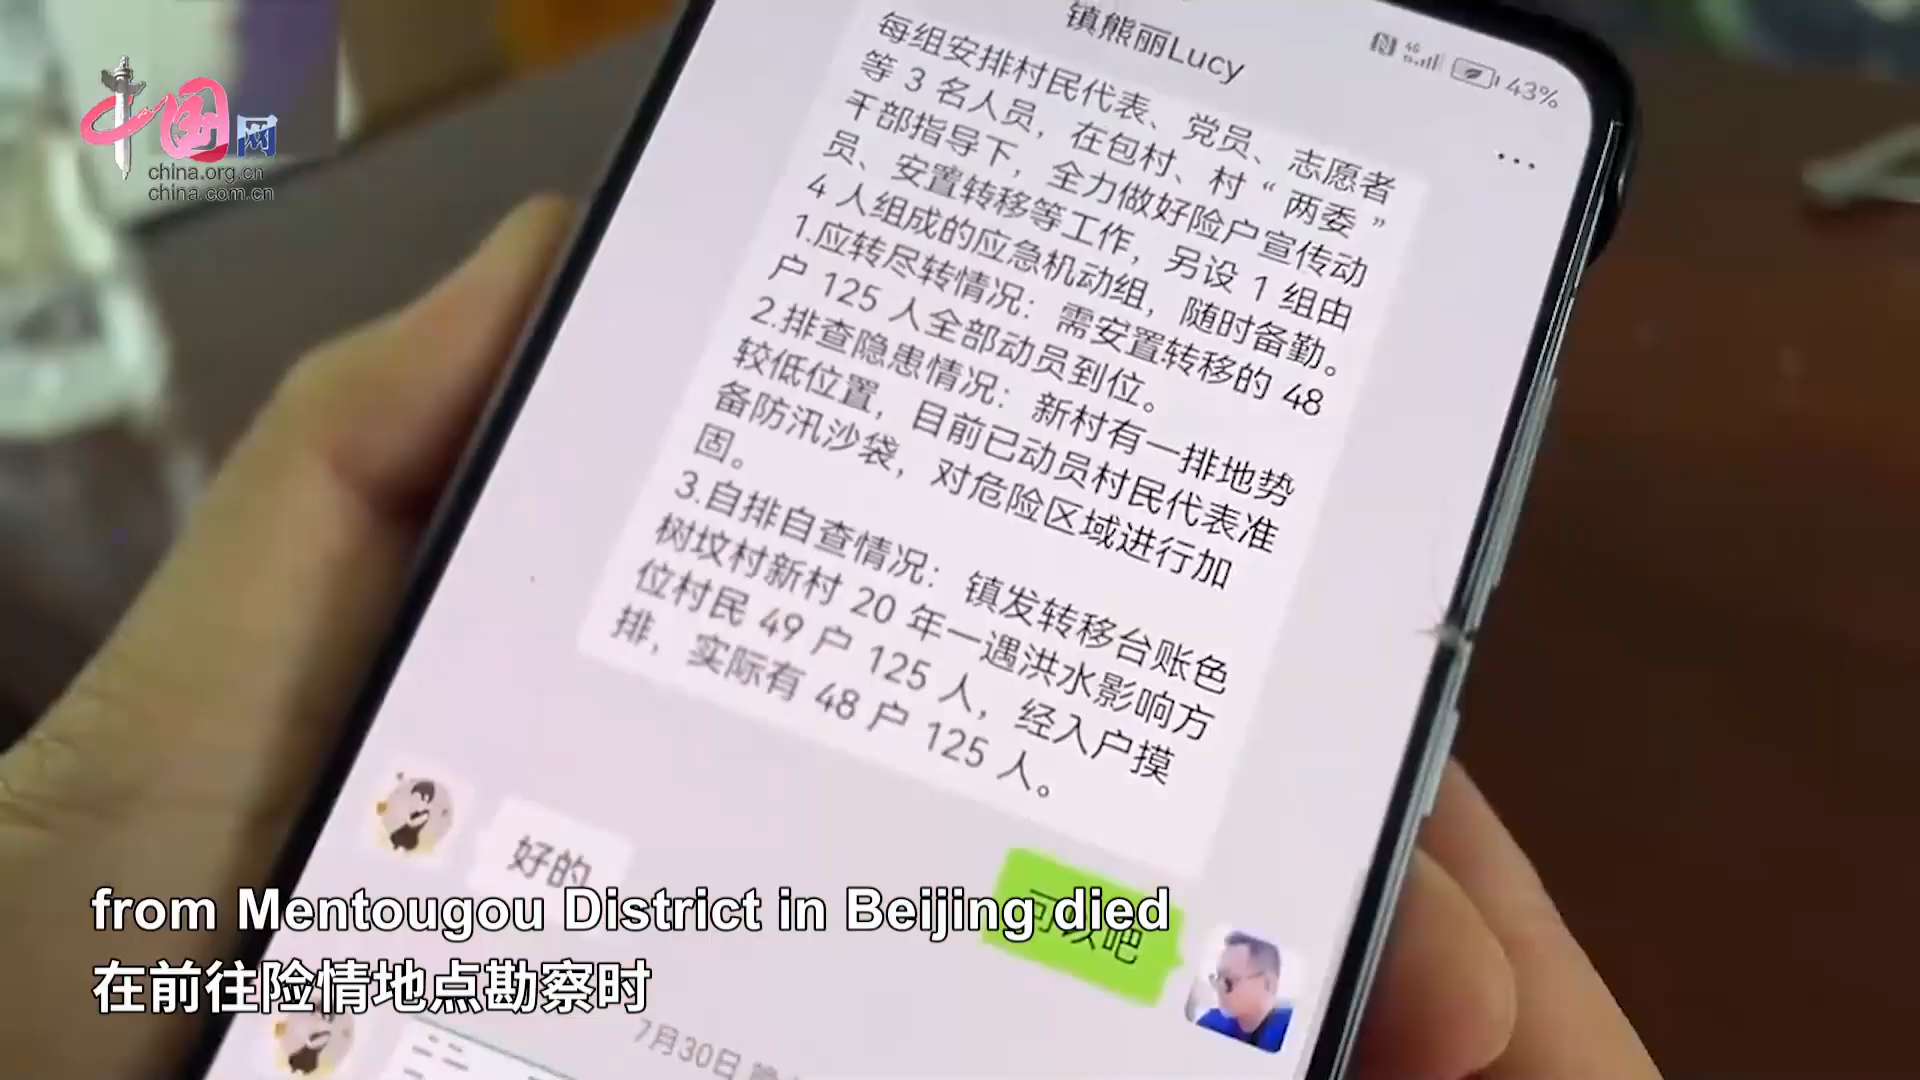 中国网
china.org.cn
china.com.cn
镇熊丽Lucy
4G
43%
每组安排村民代表、党员、志愿者
等 3 名人员，在包村、村“两委”
干部指导下，全力做好险户宣传动
员、安置转移等工作，另设 1 组由
4 人组成的应急机动组，随时备勤。
1.应转尽转情况：需安置转移的 48
户 125 人全部动员到位。
2.排查隐患情况：新村有一排地势
较低位置，目前已动员村民代表准
备防汛沙袋，对危险区域进行加
固。
3.自排自查情况：镇发转移台账色
树坟村新村 20 年一遇洪水影响方
位村民 49 户 125 人，经入户摸
排，实际有 48 户 125 人。
好的
可以吧
7月30日 晚
from Mentougou District in Beijing died
在前往险情地点勘察时